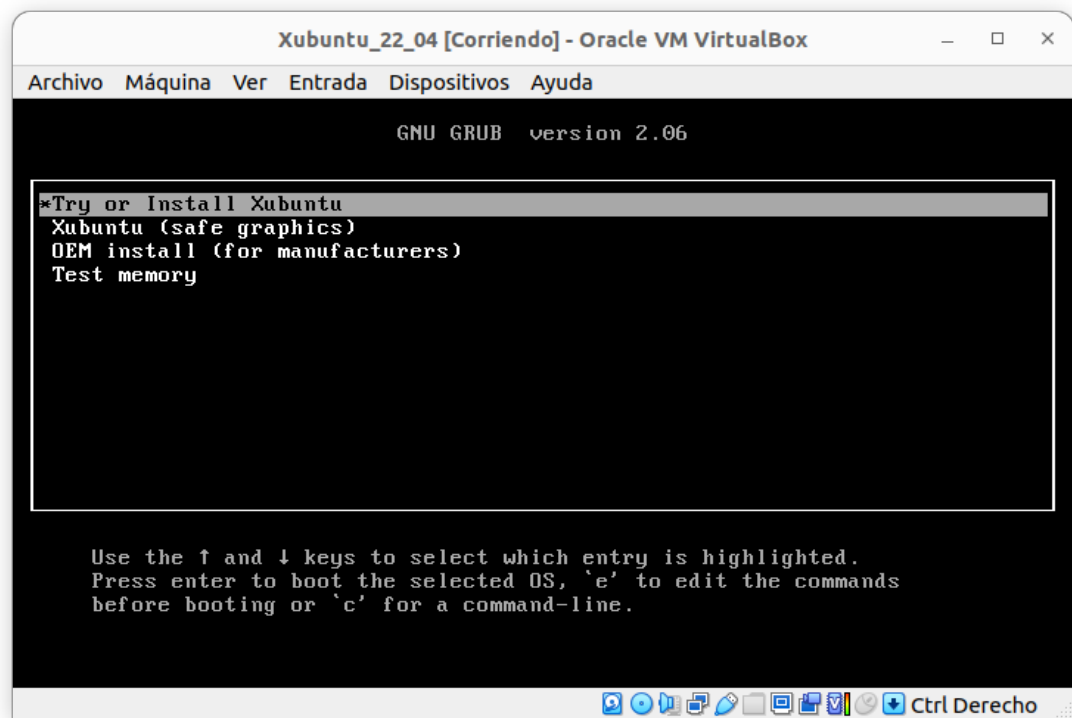 Xubuntu_22_04 [Corriendo] - Oracle VM VirtualBox
Archivo Máquina Ver Entrada Dispositivos Ayuda
GNU GRUB version 2.06
*Try or Install Xubuntu
Xubuntu (safe graphics)
OEM install (for manufacturers)
Test memory
Use the ↑ and ↓ keys to select which entry is highlighted.
Press enter to boot the selected OS, `e' to edit the commands
before booting or `c' for a command-line.
Ctrl Derecho